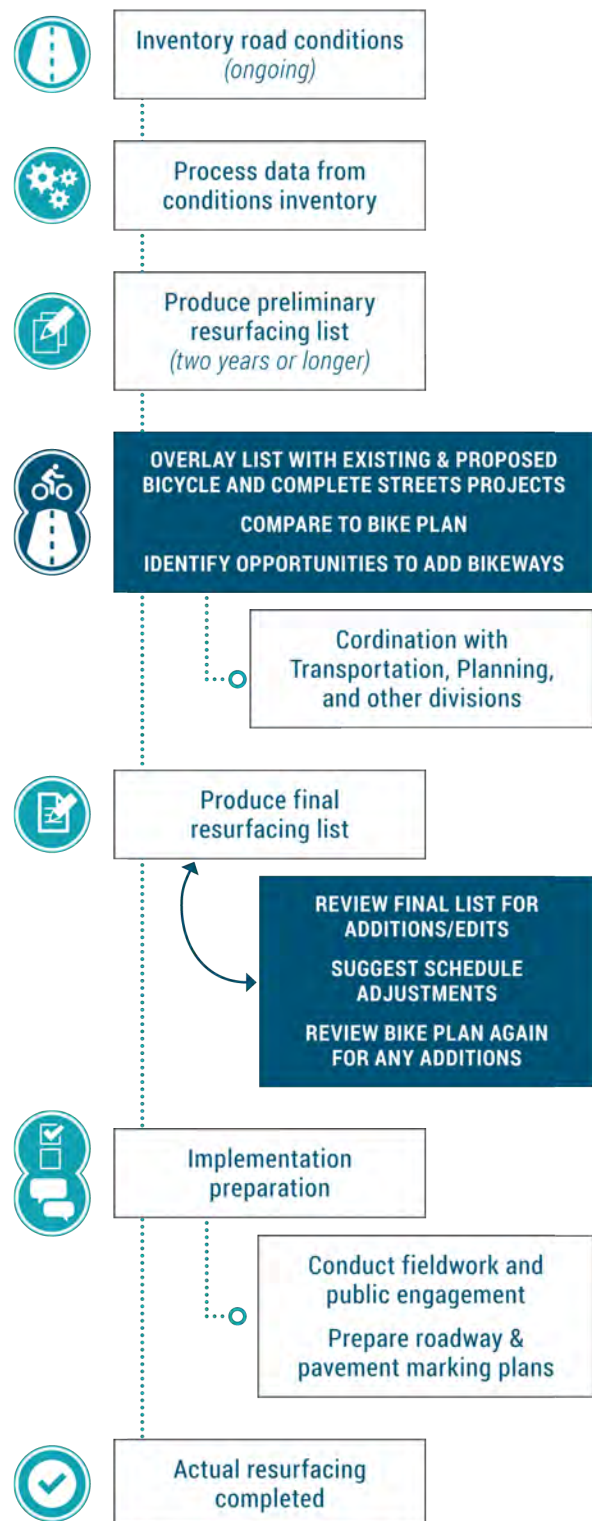 Inventory road conditions
(ongoing)
Process data from
conditions inventory
Produce preliminary
resurfacing list
(two years or longer)
OVERLAY LIST WITH EXISTING & PROPOSED
BICYCLE AND COMPLETE STREETS PROJECTS
COMPARE TO BIKE PLAN
IDENTIFY OPPORTUNITIES TO ADD BIKEWAYS
Cordination with
Transportation, Planning,
and other divisions
Produce final
resurfacing list
REVIEW FINAL LIST FOR
ADDITIONS/EDITS
SUGGEST SCHEDULE
ADJUSTMENTS
REVIEW BIKE PLAN AGAIN
FOR ANY ADDITIONS
Implementation
preparation
Conduct fieldwork and
public engagement
Prepare roadway &
pavement marking plans
Actual resurfacing
completed